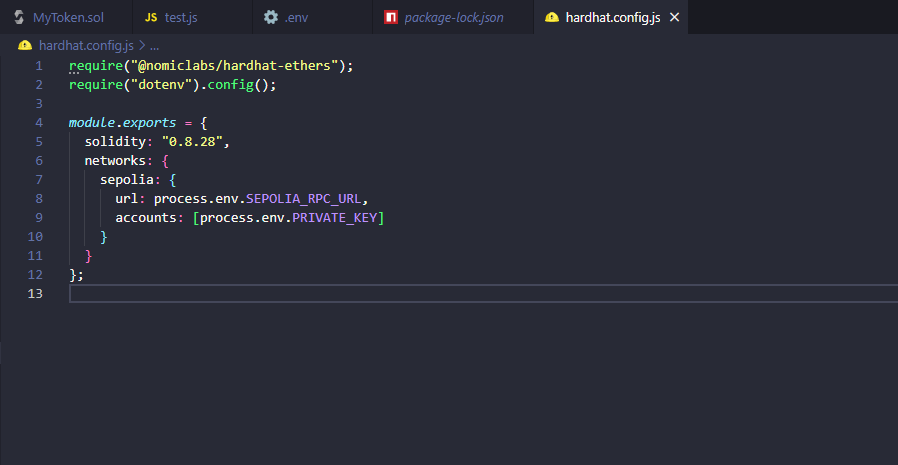 MyToken.sol
JS test.js
.env
package-lock.json
hardhat.config.js
hardhat.config.js > ...
1 require("@nomiclabs/hardhat-ethers");
2 require("dotenv").config();
3
4 module.exports = {
5 solidity: "0.8.28",
6 networks: {
7 sepolia: {
8 url: process.env.SEPOLIA_RPC_URL,
9 accounts: [process.env.PRIVATE_KEY]
10 }
11 }
12 };
13